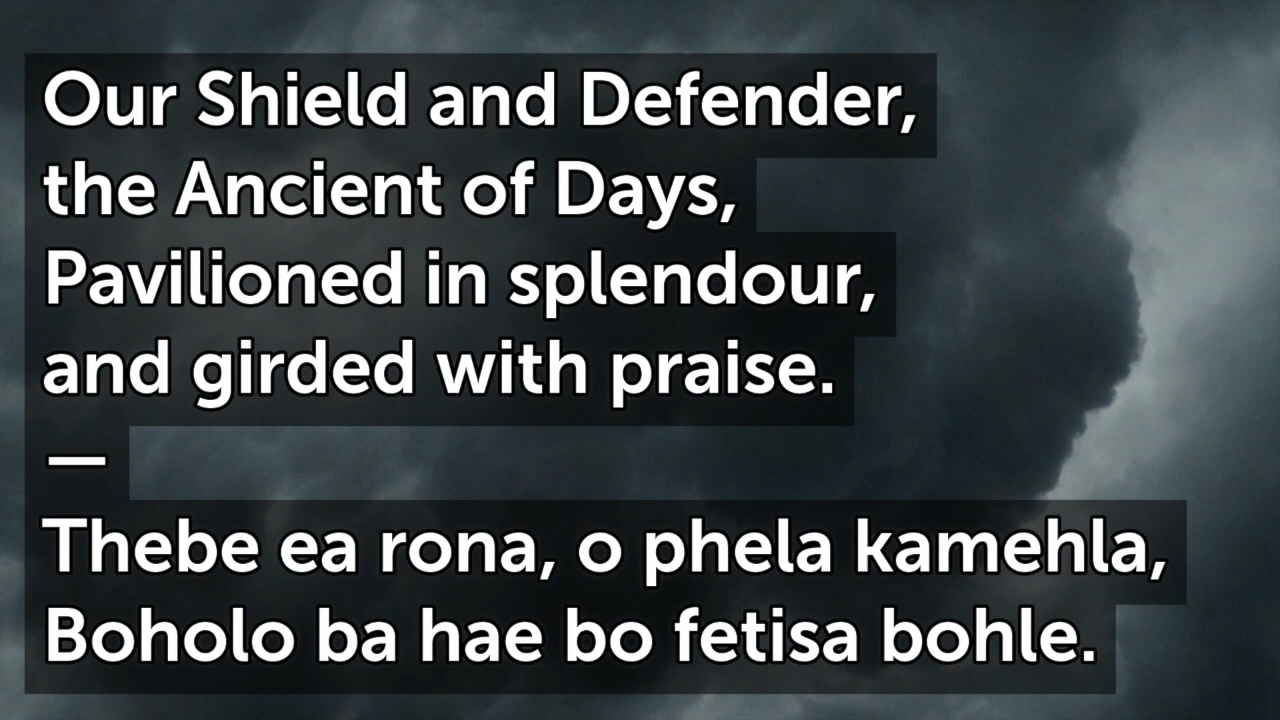 Our Shield and Defender,
the Ancient of Days,
Pavilioned in splendour,
and girded with praise.
—
Thebe ea rona, o phela kamehla,
Boholo ba hae bo fetisa bohle.